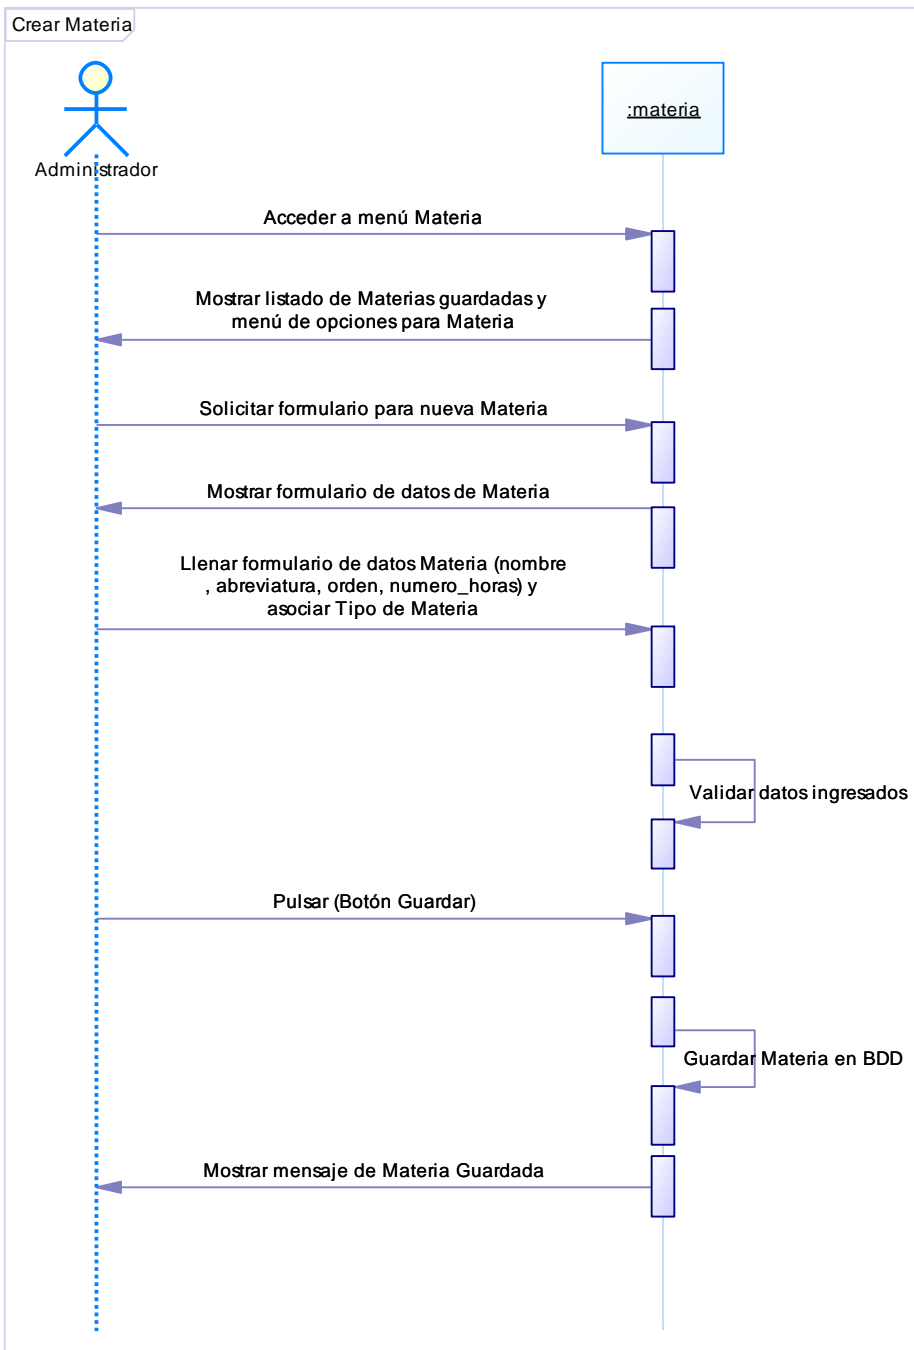 Crear Materia
:materia
Administrador
Acceder a menú Materia
Mostrar listado de Materias guardadas y
menú de opciones para Materia
Solicitar formulario para nueva Materia
Mostrar formulario de datos de Materia
Llenar formulario de datos Materia (nombre
, abreviatura, orden, numero_horas) y
asociar Tipo de Materia
Validar datos ingresados
Pulsar (Botón Guardar)
Guardar Materia en BDD
Mostrar mensaje de Materia Guardada